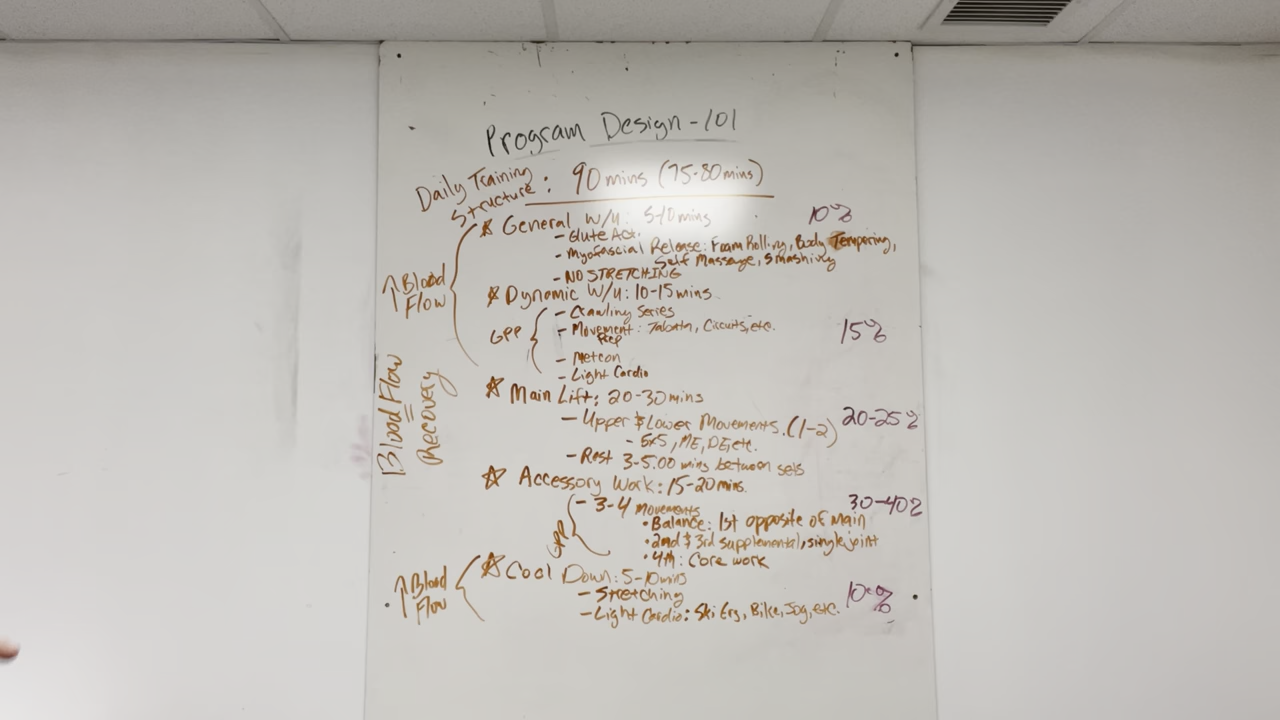 Program Design - 101
Daily Training Structure: 90 mins (75-80 mins)
☆ General W/U: 5-10 mins 10%
- Glute Act.
- Myofascial Release: Foam Rolling, Body Tempering,
Self Massage, Smashing
- NO STRETCHING
↑ Blood Flow
☆ Dynamic W/U: 10-15 mins
GPP
- Crawling Series
- Movement Prep: Tabata, Circuits, etc. 15%
- Metcon
- Light Cardio
Blood Flow = Recovery
☆ Main Lift: 20-30 mins
- Upper & Lower Movements. (1-2) 20-25%
- 5x5, ME, DE, etc.
- Rest 3-5:00 mins between sets
☆ Accessory Work: 15-20 mins.
- 3-4 Movements 30-40%
GPP
• Balance: 1st opposite of main
• 2nd & 3rd supplemental, single joint
• 4th: Core work
☆ Cool Down: 5-10 mins
↑ Blood Flow
- Stretching 10%
- Light Cardio: Ski Erg, Bike, Jog, etc.